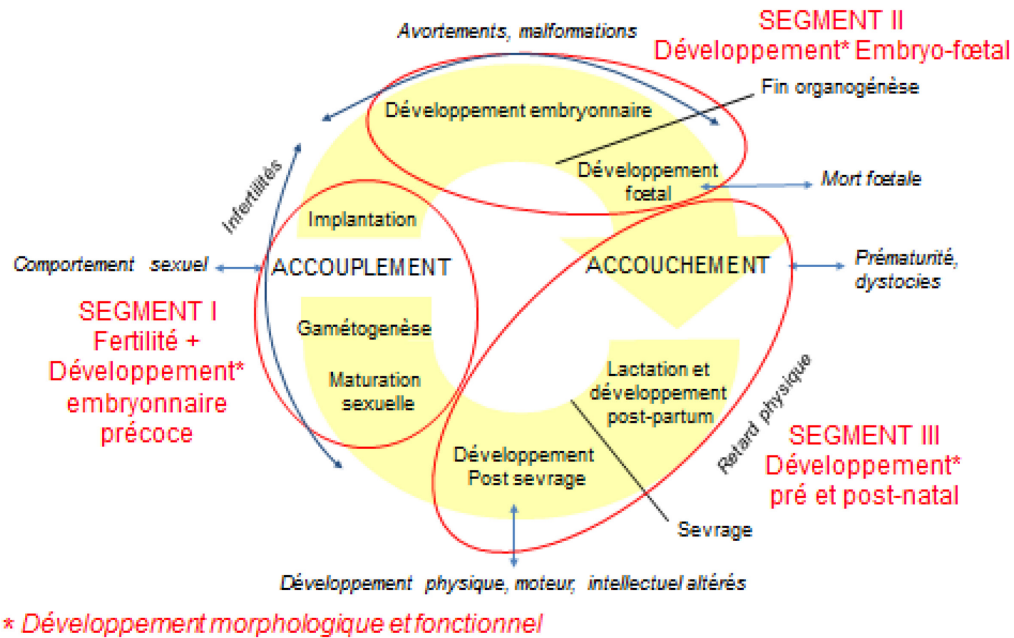 SEGMENT II
Développement* Embryo-fœtal
Avortements, malformations
Fin organogénèse
Développement embryonnaire
Développement
fœtal
Mort fœtale
Infertilités
Implantation
Comportement sexuel
ACCOUPLEMENT
ACCOUCHEMENT
Prématurité,
dystocies
SEGMENT I
Fertilité +
Développement*
embryonnaire
précoce
Gamétogenèse
Maturation
sexuelle
Lactation et
développement
post-partum
Retard physique
SEGMENT III
Développement*
pré et post-natal
Développement
Post sevrage
Sevrage
Développement physique, moteur, intellectuel altérés
* Développement morphologique et fonctionnel